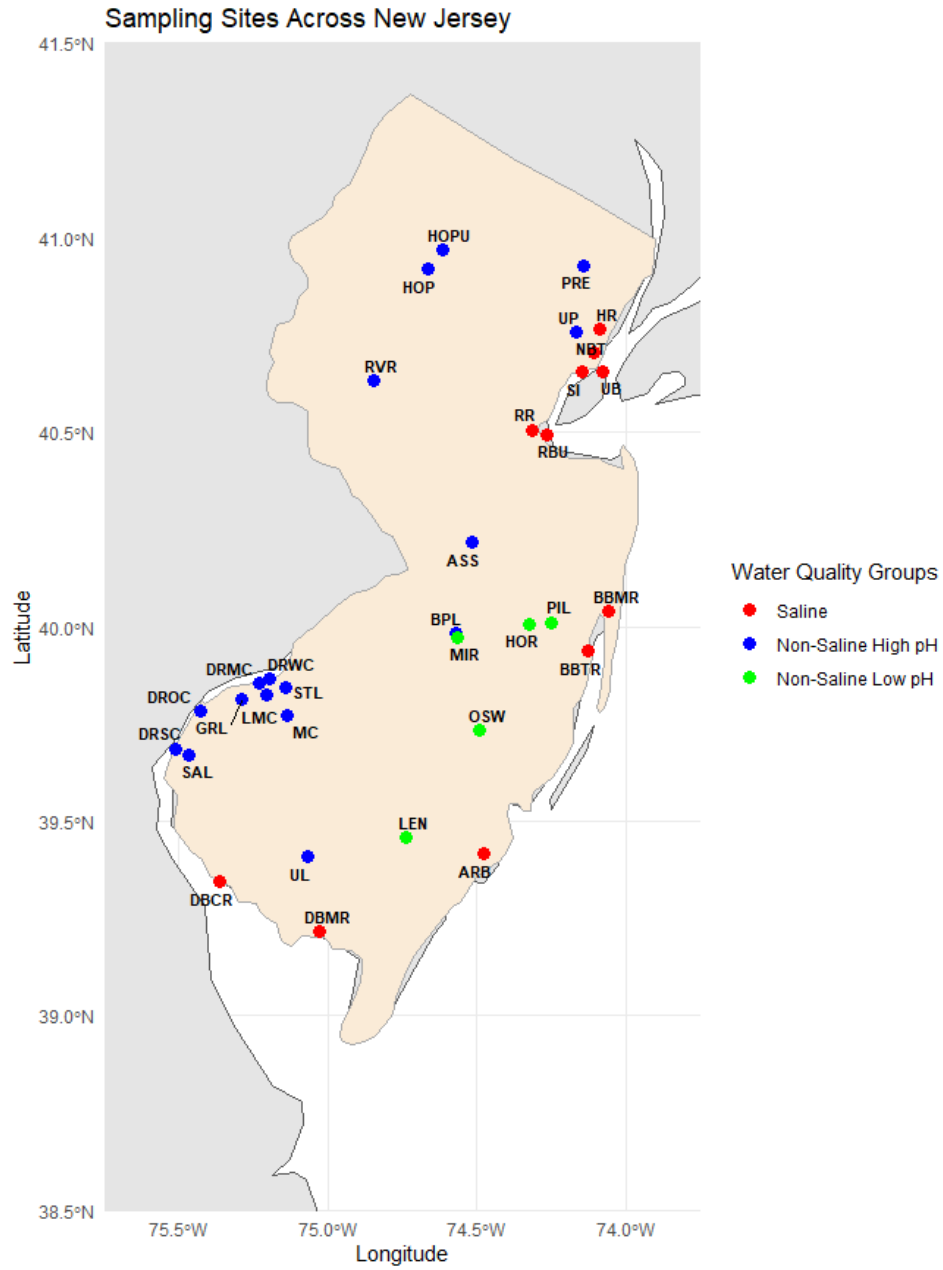 Sampling Sites Across New Jersey
41.5°N
41.0°N
40.5°N
40.0°N
39.5°N
39.0°N
38.5°N
Latitude
HOPU
HOP
PRE
UP
HR
NBT
SI
UB
RVR
RR
RBU
ASS
BPL
MIR
HOR
PIL
BBMR
BBTR
DRMC
DRWC
DROC
STL
GRL
LMC
MC
DRSC
SAL
OSW
LEN
UL
ARB
DBCR
DBMR
75.5°W
75.0°W
74.5°W
74.0°W
Longitude
Water Quality Groups
Saline
Non-Saline High pH
Non-Saline Low pH